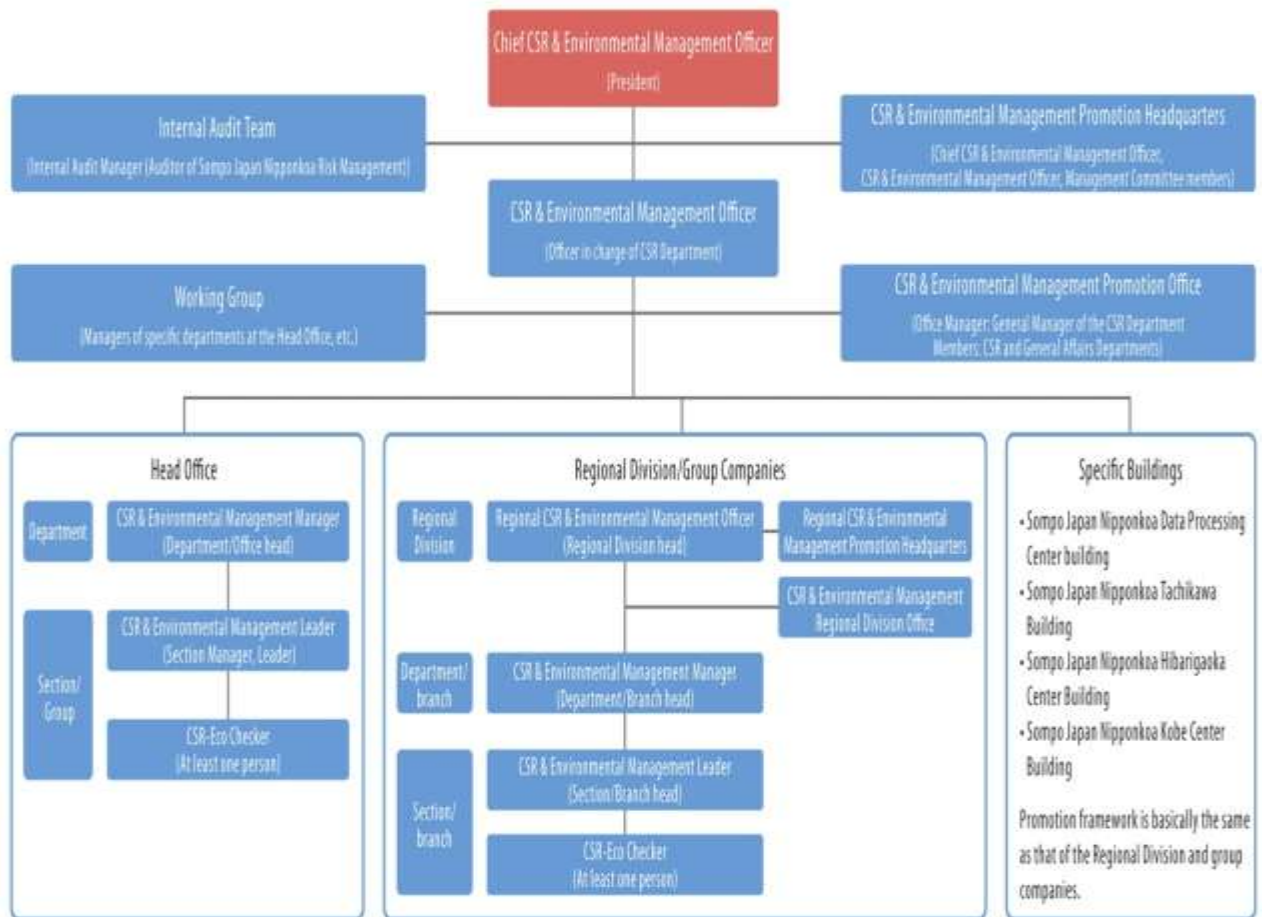 Chief CSR & Environmental Management Officer
(President)
Internal Audit Team
(Internal Audit Manager (Auditor of Sompo Japan Nipponkoa Risk Management))
CSR & Environmental Management Promotion Headquarters
(Chief CSR & Environmental Management Officer,
CSR & Environmental Management Officer, Management Committee members)
CSR & Environmental Management Officer
(Officer in charge of CSR Department)
Working Group
(Managers of specific departments at the Head Office, etc.)
CSR & Environmental Management Promotion Office
(Office Manager: General Manager of the CSR Department
Members: CSR and General Affairs Departments)
Head Office
Department
CSR & Environmental Management Manager
(Department/Office head)
Section/
Group
CSR & Environmental Management Leader
(Section Manager, Leader)
CSR-Eco Checker
(At least one person)
Regional Division/Group Companies
Regional
Division
Regional CSR & Environmental Management Officer
(Regional Division head)
Regional CSR & Environmental
Management Promotion Headquarters
CSR & Environmental Management
Regional Division Office
Department/
branch
CSR & Environmental Management Manager
(Department/Branch head)
Section/
branch
CSR & Environmental Management Leader
(Section/Branch head)
CSR-Eco Checker
(At least one person)
Specific Buildings
• Sompo Japan Nipponkoa Data Processing
Center building
• Sompo Japan Nipponkoa Tachikawa
Building
• Sompo Japan Nipponkoa Hibarigaoka
Center Building
• Sompo Japan Nipponkoa Kobe Center
Building
Promotion framework is basically the same
as that of the Regional Division and group
companies.